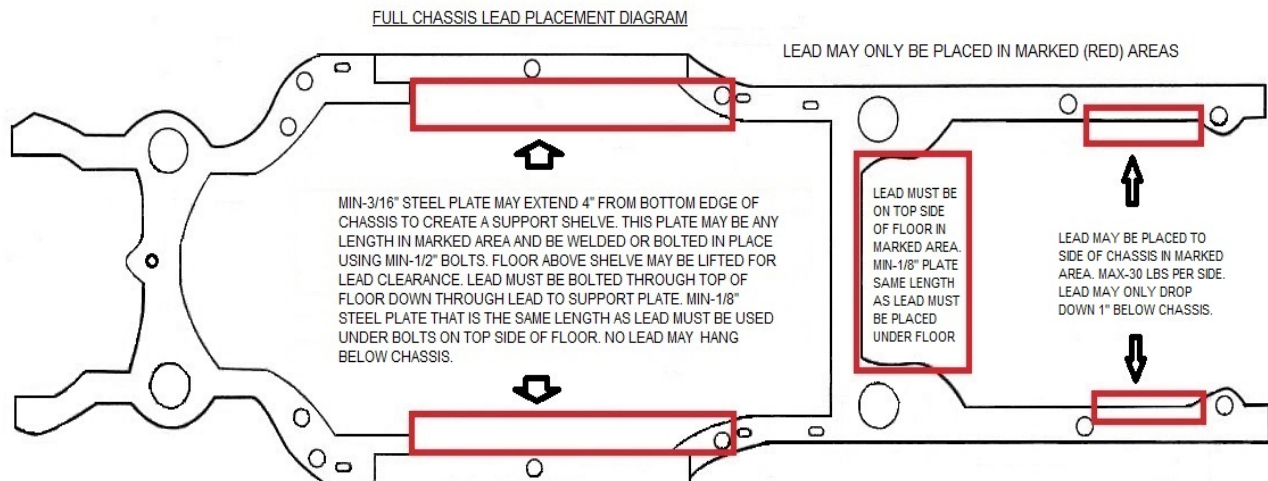 FULL CHASSIS LEAD PLACEMENT DIAGRAM
LEAD MAY ONLY BE PLACED IN MARKED (RED) AREAS
MIN-3/16" STEEL PLATE MAY EXTEND 4" FROM BOTTOM EDGE OF
CHASSIS TO CREATE A SUPPORT SHELVE. THIS PLATE MAY BE ANY
LENGTH IN MARKED AREA AND BE WELDED OR BOLTED IN PLACE
USING MIN-1/2" BOLTS. FLOOR ABOVE SHELVE MAY BE LIFTED FOR
LEAD CLEARANCE. LEAD MUST BE BOLTED THROUGH TOP OF
FLOOR DOWN THROUGH LEAD TO SUPPORT PLATE. MIN-1/8"
STEEL PLATE THAT IS THE SAME LENGTH AS LEAD MUST BE USED
UNDER BOLTS ON TOP SIDE OF FLOOR. NO LEAD MAY HANG
BELOW CHASSIS.
LEAD MUST BE
ON TOP SIDE
OF FLOOR IN
MARKED AREA.
MIN-1/8" PLATE
SAME LENGTH
AS LEAD MUST
BE PLACED
UNDER FLOOR
LEAD MAY BE PLACED TO
SIDE OF CHASSIS IN MARKED
AREA. MAX-30 LBS PER SIDE.
LEAD MAY ONLY DROP
DOWN 1" BELOW CHASSIS.